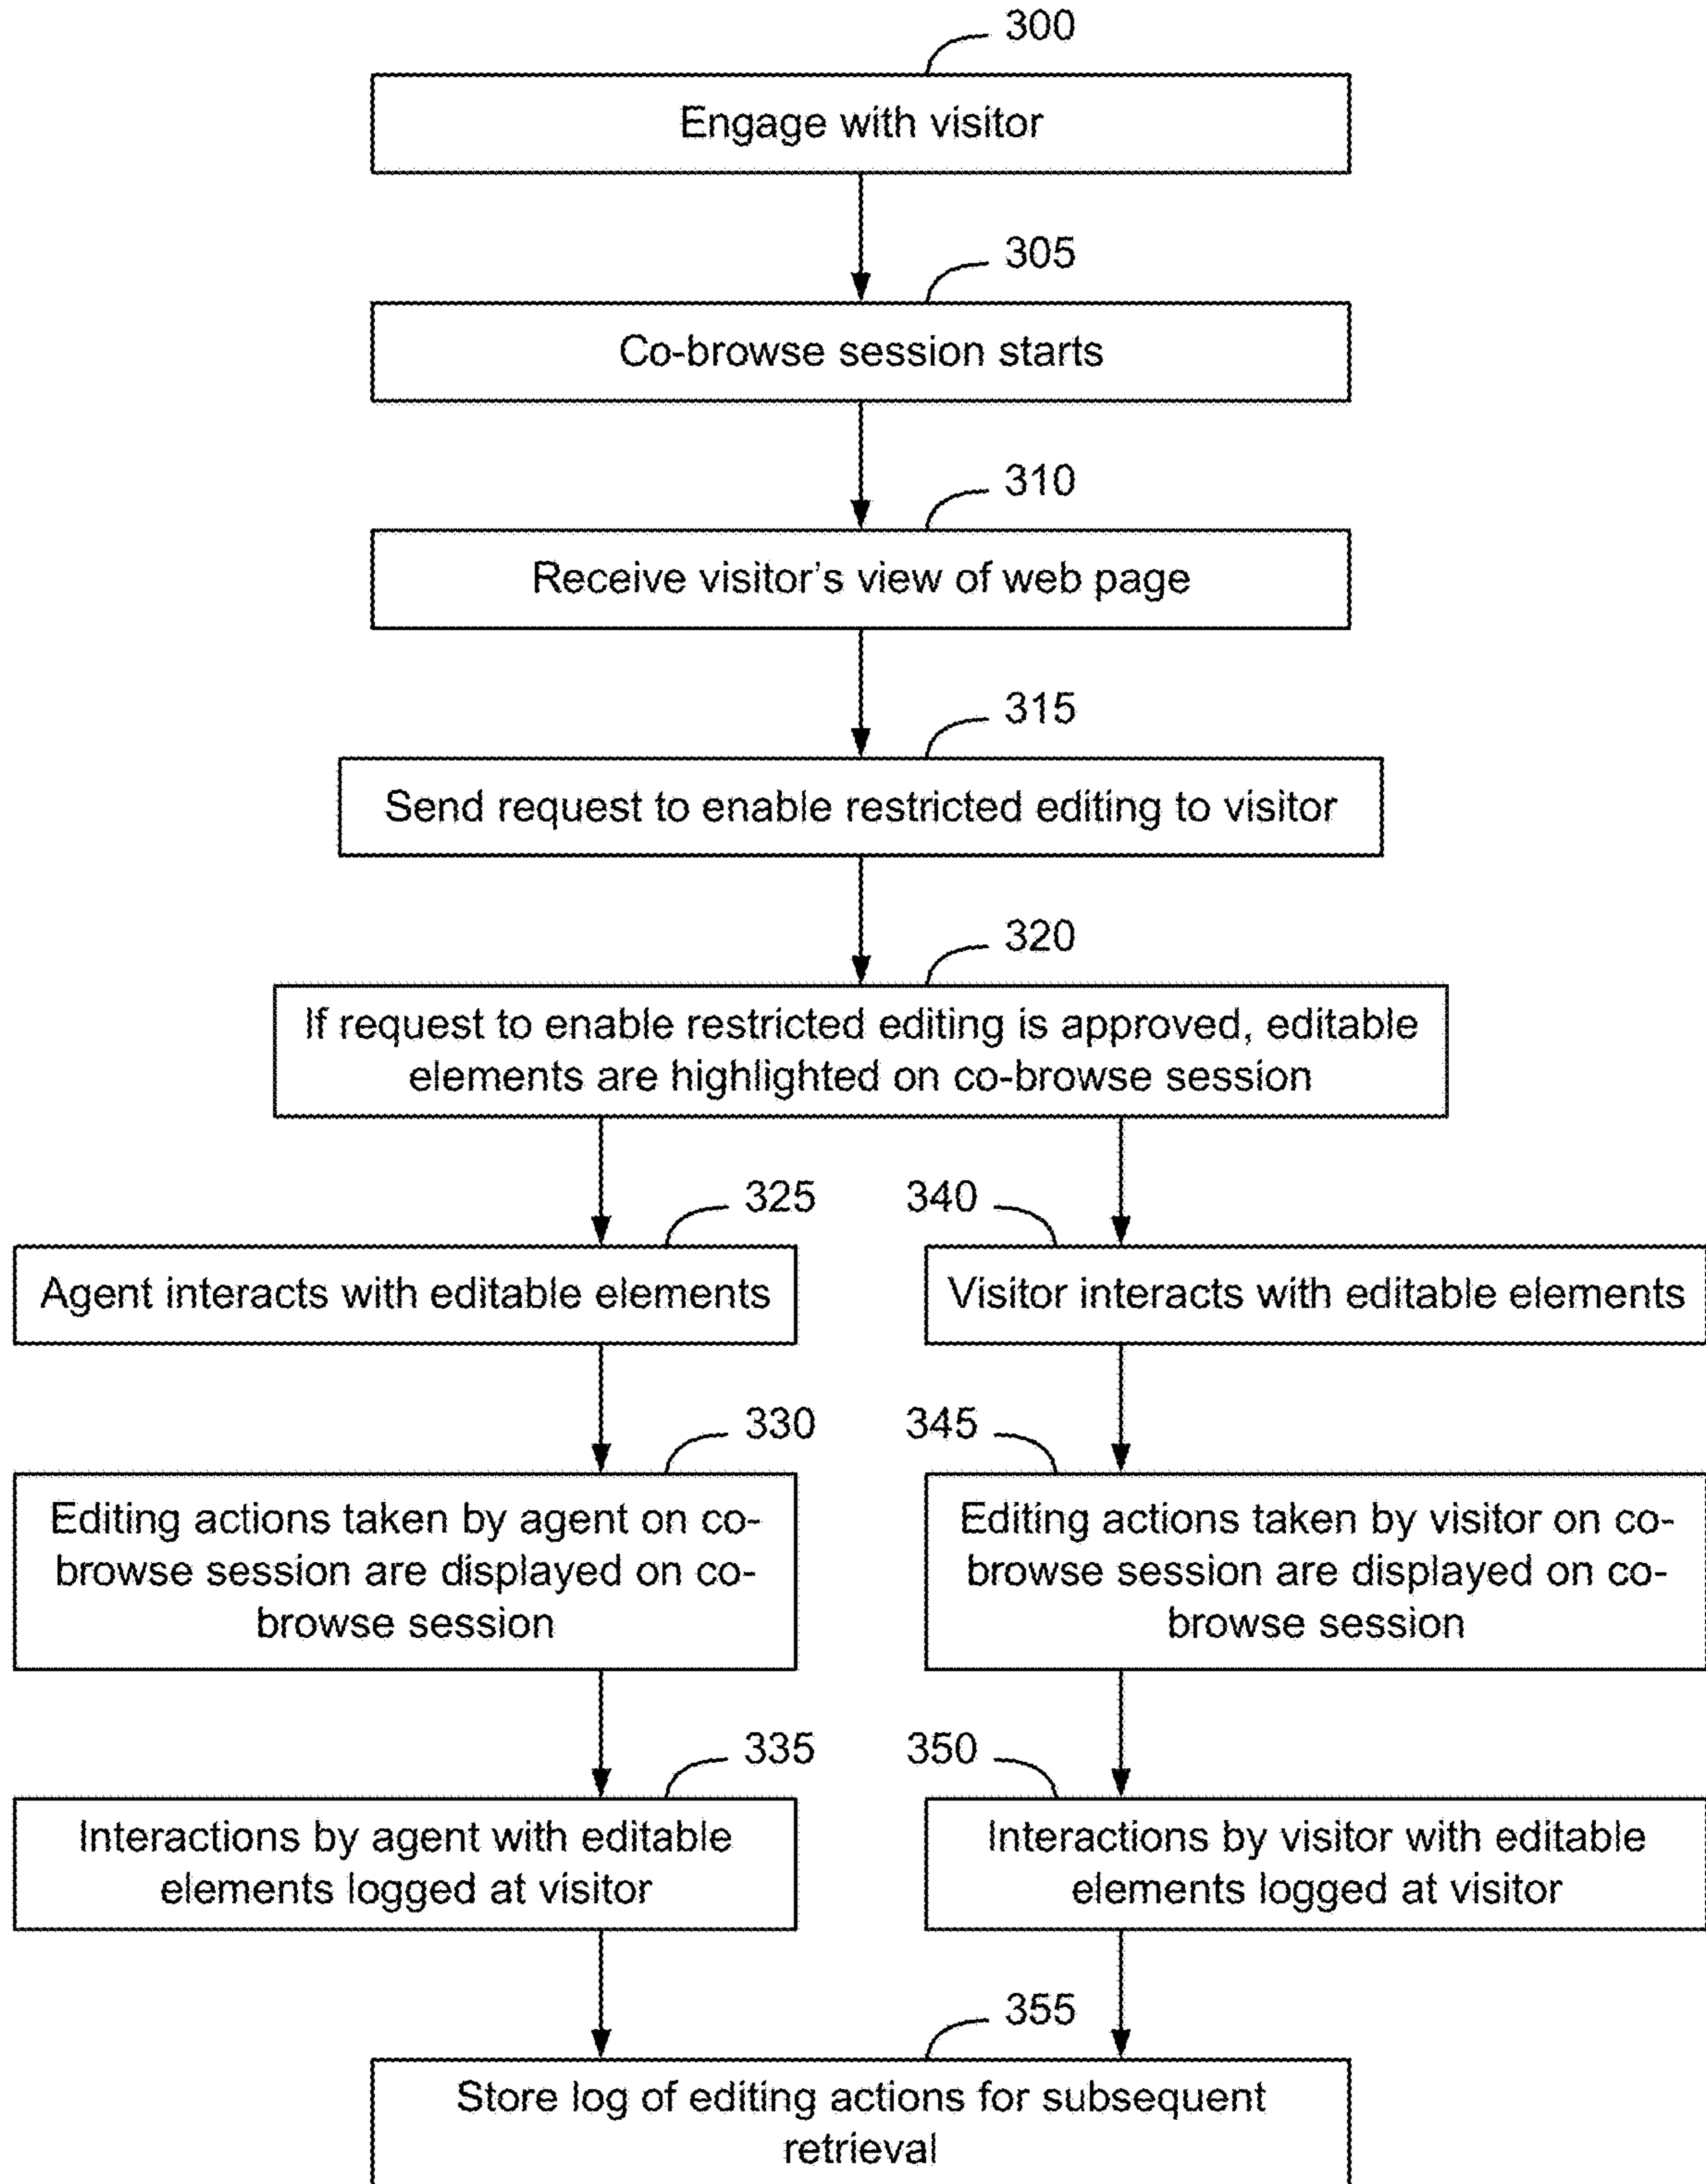 300
Engage with visitor
305
Co-browse session starts
310
Receive visitor's view of web page
315
Send request to enable restricted editing to visitor
320
If request to enable restricted editing is approved, editable
elements are highlighted on co-browse session
325
Agent interacts with editable elements
330
Editing actions taken by agent on co-
browse session are displayed on co-
browse session
335
Interactions by agent with editable
elements logged at visitor
340
Visitor interacts with editable elements
345
Editing actions taken by visitor on co-
browse session are displayed on co-
browse session
350
Interactions by visitor with editable
elements logged at visitor
355
Store log of editing actions for subsequent
retrieval